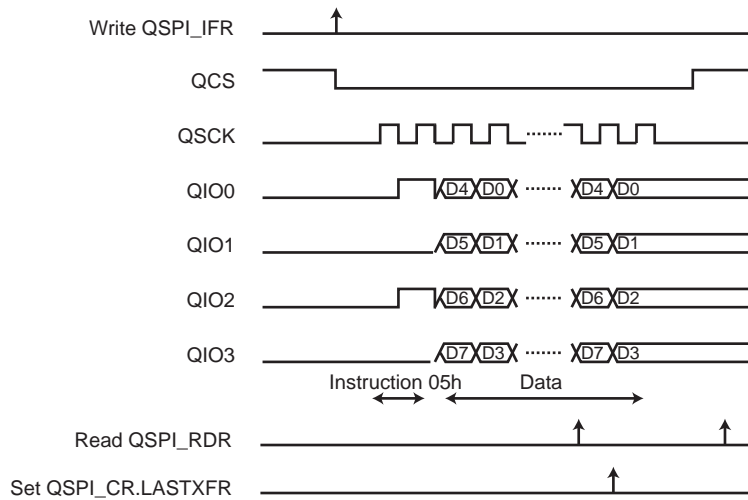 Write QSPI_IFR
QCS
QSCK
QIO0 D4 D0 D4 D0
QIO1 D5 D1 D5 D1
QIO2 D6 D2 D6 D2
QIO3 D7 D3 D7 D3
Instruction 05h Data
Read QSPI_RDR
Set QSPI_CR.LASTXFR